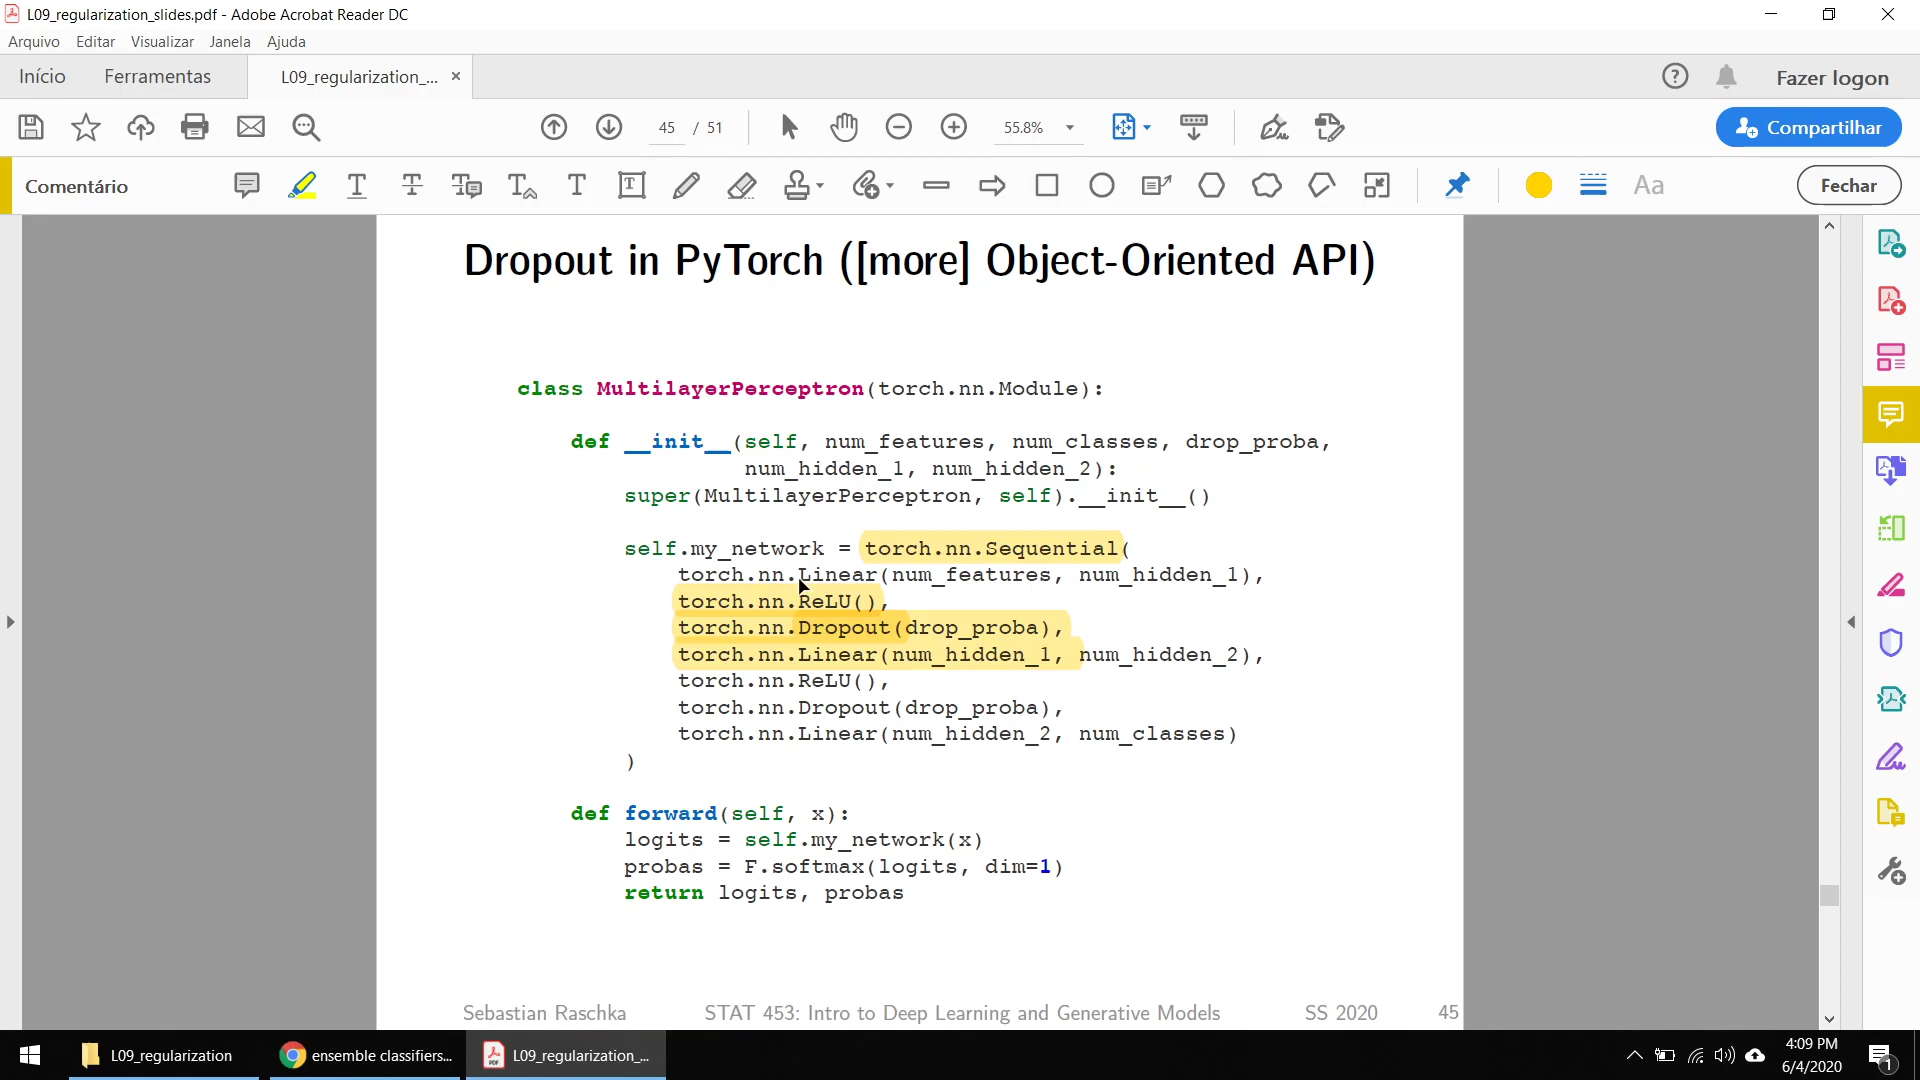 L09_regularization_slides.pdf - Adobe Acrobat Reader DC
Arquivo Editar Visualizar Janela Ajuda
Início Ferramentas L09_regularization_... × Fazer logon
45 / 51 55.8% Compartilhar
Comentário Aa Fechar
Dropout in PyTorch ([more] Object-Oriented API)
class MultilayerPerceptron(torch.nn.Module):
def __init__(self, num_features, num_classes, drop_proba,
num_hidden_1, num_hidden_2):
super(MultilayerPerceptron, self).__init__()
self.my_network = torch.nn.Sequential(
torch.nn.Linear(num_features, num_hidden_1),
torch.nn.ReLU(),
torch.nn.Dropout(drop_proba),
torch.nn.Linear(num_hidden_1, num_hidden_2),
torch.nn.ReLU(),
torch.nn.Dropout(drop_proba),
torch.nn.Linear(num_hidden_2, num_classes)
)
def forward(self, x):
logits = self.my_network(x)
probas = F.softmax(logits, dim=1)
return logits, probas
Sebastian Raschka STAT 453: Intro to Deep Learning and Generative Models SS 2020 45
L09_regularization ensemble classifiers... L09_regularization_... 4:09 PM
6/4/2020 1